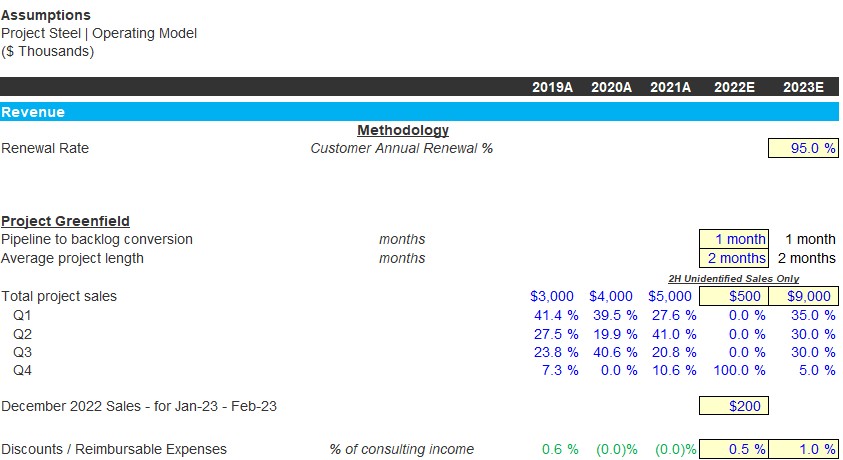 Assumptions
Project Steel | Operating Model
($ Thousands)
2019A 2020A 2021A 2022E 2023E
Revenue
Methodology
Renewal Rate Customer Annual Renewal % 95.0 %
Project Greenfield
Pipeline to backlog conversion months 1 month 1 month
Average project length months 2 months 2 months
2H Unidentified Sales Only
Total project sales $3,000 $4,000 $5,000 $500 $9,000
Q1 41.4 % 39.5 % 27.6 % 0.0 % 35.0 %
Q2 27.5 % 19.9 % 41.0 % 0.0 % 30.0 %
Q3 23.8 % 40.6 % 20.8 % 0.0 % 30.0 %
Q4 7.3 % 0.0 % 10.6 % 100.0 % 5.0 %
December 2022 Sales - for Jan-23 - Feb-23 $200
Discounts / Reimbursable Expenses % of consulting income 0.6 % (0.0)% (0.0)% 0.5 % 1.0 %